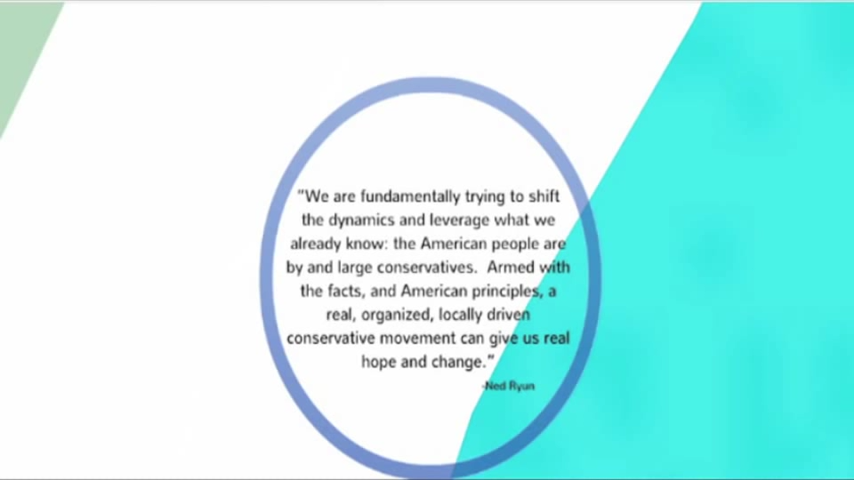 "We are fundamentally trying to shift
the dynamics and leverage what we
already know: the American people are
by and large conservatives.  Armed with
the facts, and American principles, a
real, organized, locally driven
conservative movement can give us real
hope and change."
-Ned Ryun